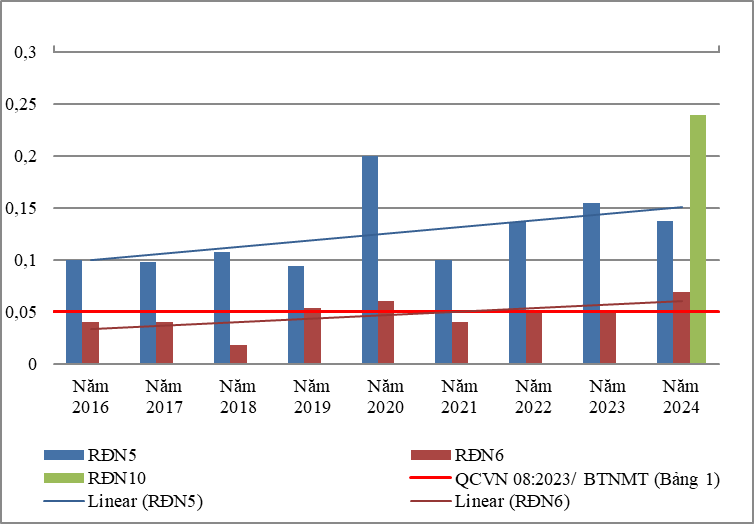 0,3
0,25
0,2
0,15
0,1
0,05
0
Năm 2016
Năm 2017
Năm 2018
Năm 2019
Năm 2020
Năm 2021
Năm 2022
Năm 2023
Năm 2024
RĐN5
RĐN6
RĐN10
QCVN 08:2023/ BTNMT (Bảng 1)
Linear (RĐN5)
Linear (RĐN6)